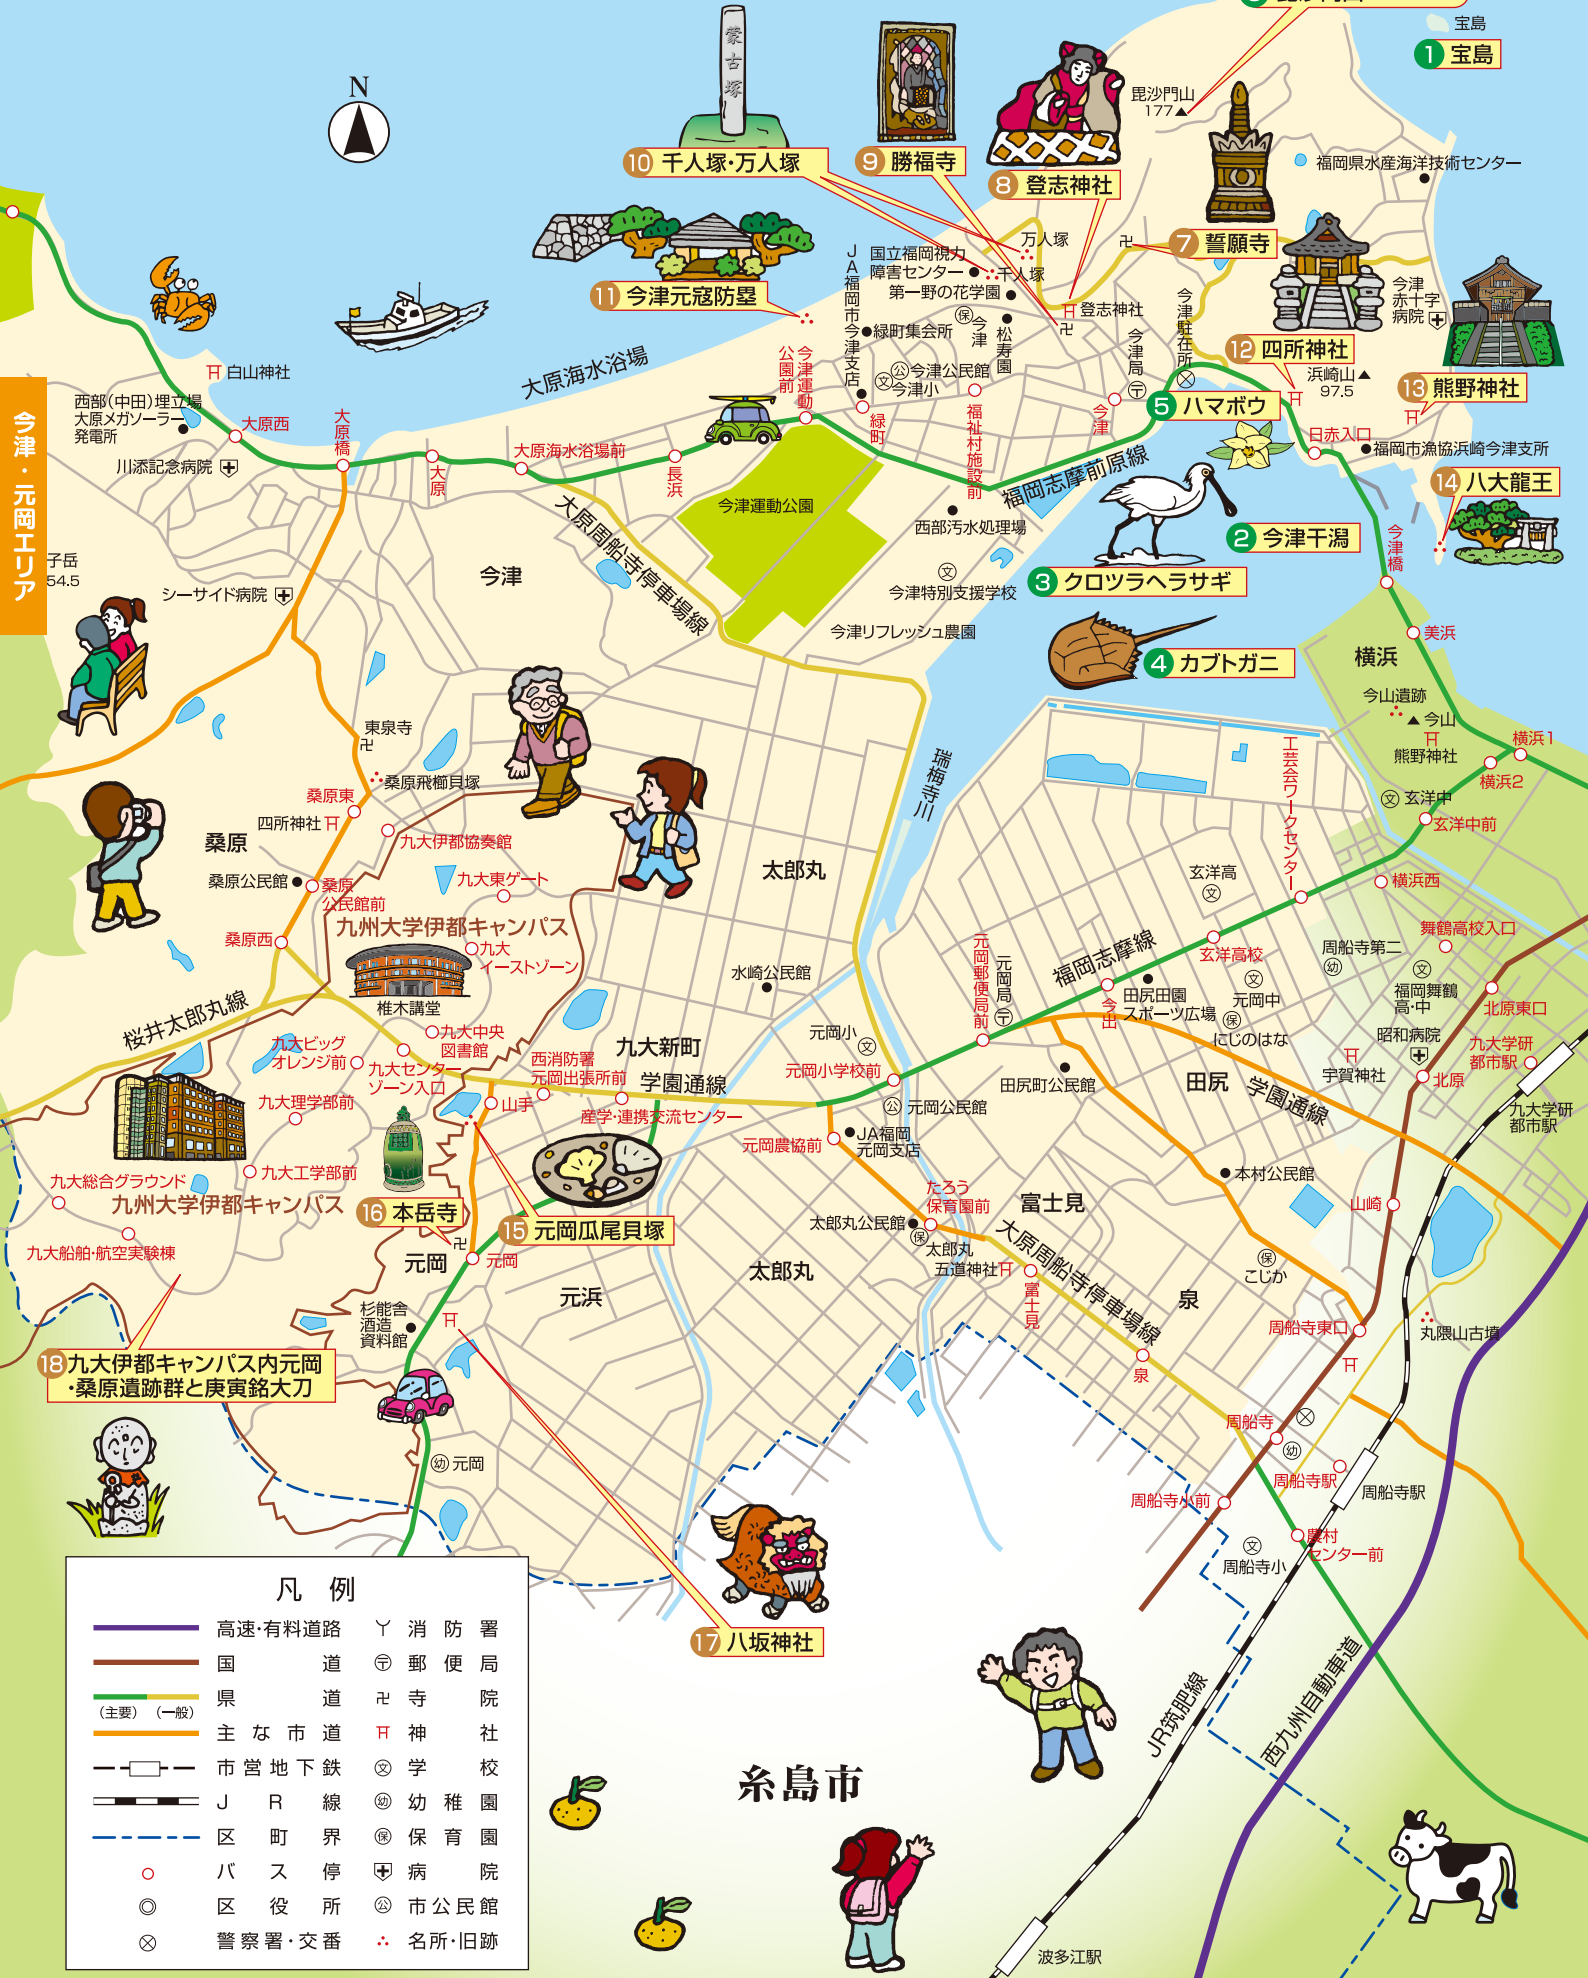 宝島
1 宝島
N
蒙古塚
10 千人塚・万人塚
9 勝福寺
8 登志神社
毘沙門山
177
福岡県水産海洋技術センター
7 誓願寺
11 今津元寇防塁
万人塚
千人塚
国立福岡視力
障害センター
第一野の花学園
JA福岡市今津支店
緑町集会所
保
今津
松寿園
登志神社
今津局
今津駐在所
今津
赤十字
病院
12 四所神社
浜崎山
97.5
13 熊野神社
大原海水浴場
今津運動
公園前
公 今津公民館
文 今津小
緑町
福祉村施設前
今津
5 ハマボウ
日赤入口
福岡市漁協浜崎今津支所
14 八大龍王
白山神社
西部(中田)埋立場
大原メガソーラー
発電所
大原西
大原橋
川添記念病院
大原
大原海水浴場前
長浜
今津運動公園
福岡志摩前原線
西部汚水処理場
文
今津特別支援学校
今津リフレッシュ農園
2 今津干潟
3 クロツラヘラサギ
4 カブトガニ
今津・元岡エリア
子岳
54.5
シーサイド病院
今津
大原周船寺停車場線
今津橋
美浜
横浜
今山遺跡
今山
熊野神社
横浜1
横浜2
文 玄洋中
玄洋中前
横浜西
東泉寺
桑原飛櫛貝塚
桑原東
四所神社
桑原
九大伊都協奏館
桑原公民館
桑原
公民館前
九大東ゲート
九州大学伊都キャンパス
桑原西
九大
イーストゾーン
椎木講堂
太郎丸
瑞梅寺川
工芸会ワークセンター
玄洋高
文
舞鶴高校入口
水崎公民館
元岡郵便局前
元岡局
福岡志摩線
玄洋高校
周船寺第二
幼
文
福岡舞鶴
高・中
北原東口
今出
田尻田園
スポーツ広場
文
元岡中
保
にじのはな
昭和病院
九大学研
都市駅
宇賀神社
北原
九大学研
都市駅
桜井太郎丸線
九大ビッグ
オレンジ前
九大中央
図書館
九大センター
ゾーン入口
九大新町
西消防署
元岡出張所前
学園通線
元岡小
文
元岡小学校前
田尻町公民館
田尻
学園通線
九大理学部前
山手
産学・連携交流センター
公 元岡公民館
元岡農協前
JA福岡
元岡支店
本村公民館
九大総合グラウンド
九大工学部前
九州大学伊都キャンパス
九大船舶・航空実験棟
16 本岳寺
15 元岡瓜尾貝塚
元岡
元岡
たろう
保育園前
太郎丸公民館
保
太郎丸
富士見
五道神社
富士見
大原周船寺停車場線
山崎
保
こじか
泉
太郎丸
元浜
杉能舎
酒造
資料館
周船寺東口
丸隈山古墳
泉
18 九大伊都キャンパス内元岡
・桑原遺跡群と庚寅銘大刀
周船寺
幼
周船寺駅
周船寺駅
幼 元岡
周船寺小前
農村
センター前
文
周船寺小
17 八坂神社
凡例
高速・有料道路
消防署
国道
郵便局
県道
(主要) (一般)
卍 寺院
主な市道
神社
市営地下鉄
文 学校
JR線
幼 幼稚園
区町界
保 保育園
バス停
病院
区役所
公 市公民館
警察署・交番
名所・旧跡
糸島市
JR筑肥線
西九州自動車道
波多江駅